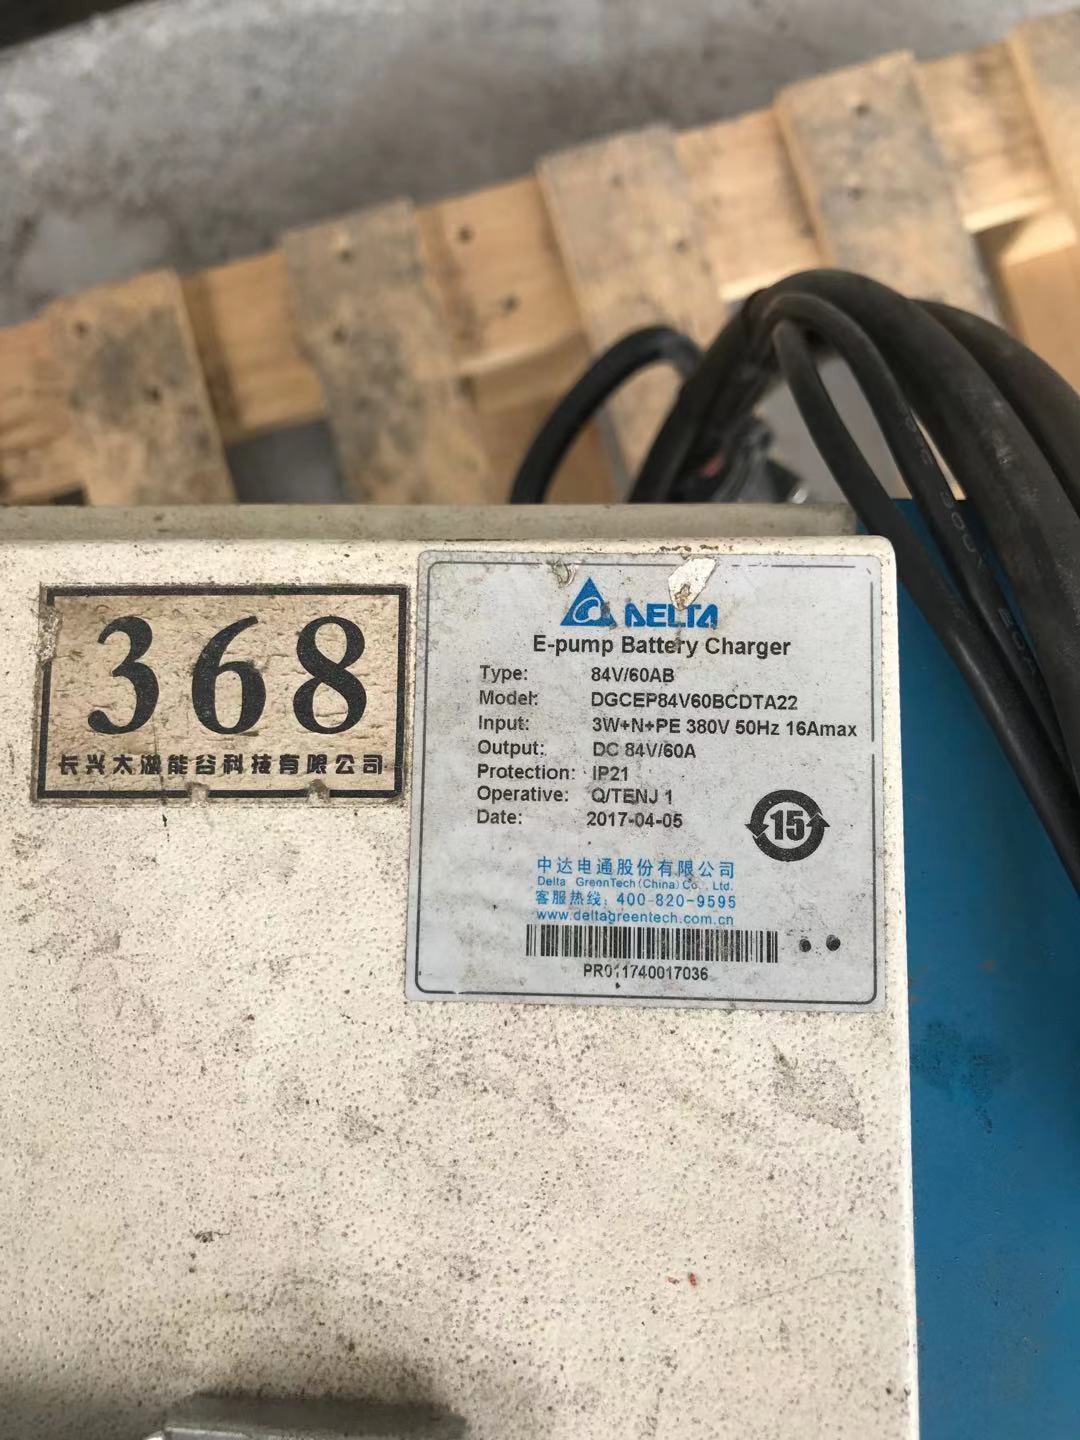 368
长兴太湖能谷科技有限公司
DELTA
E-pump Battery Charger
Type: 84V/60AB
Model: DGCEP84V60BCDTA22
Input: 3W+N+PE 380V 50Hz 16Amax
Output: DC 84V/60A
Protection: IP21
Operative: Q/TENJ 1
Date: 2017-04-05
15
中达电通股份有限公司
Delta GreenTech(China) Co., Ltd.
客服热线: 400-820-9595
www.deltagreentech.com.cn
PR011740017036